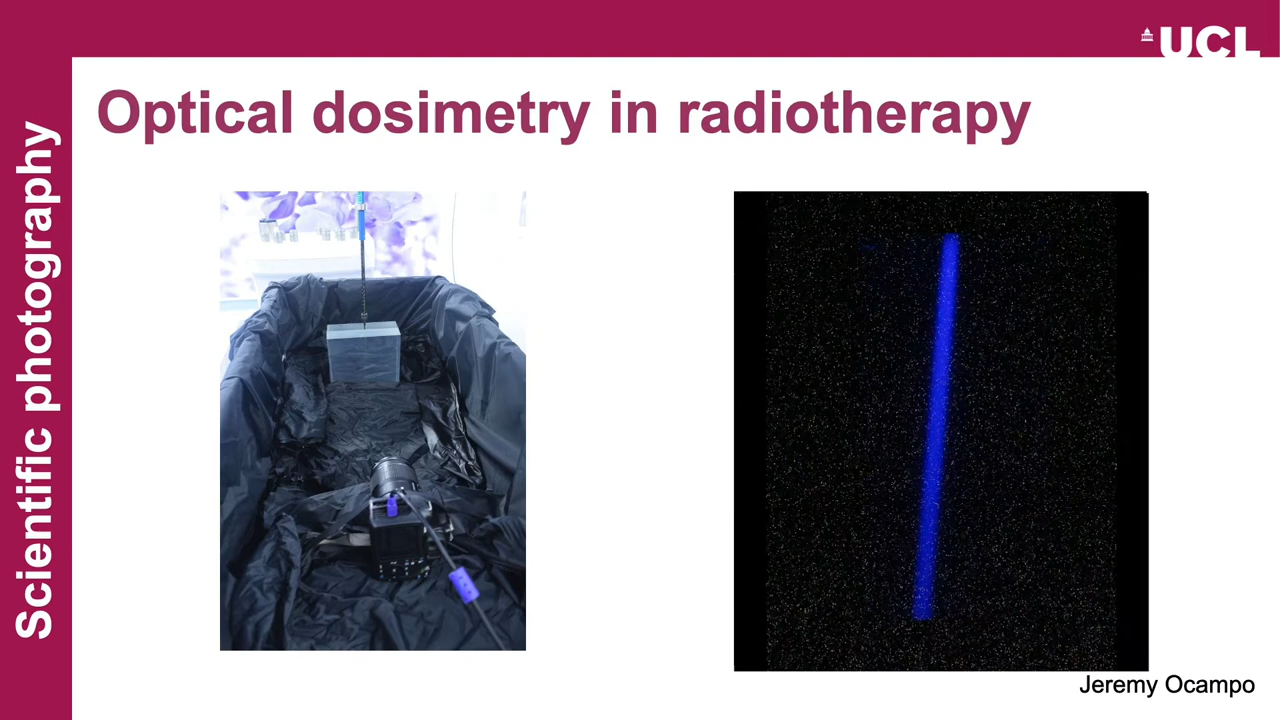 UCL
Optical dosimetry in radiotherapy
Scientific photography
Jeremy Ocampo